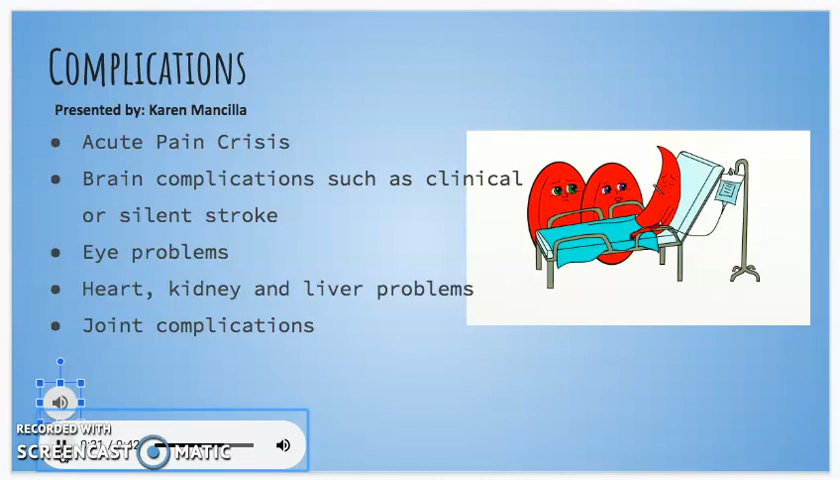 Complications
Presented by: Karen Mancilla
● Acute Pain Crisis
● Brain complications such as clinical
or silent stroke
● Eye problems
● Heart, kidney and liver problems
● Joint complications
RECORDED WITH
SCREENCAST MATIC